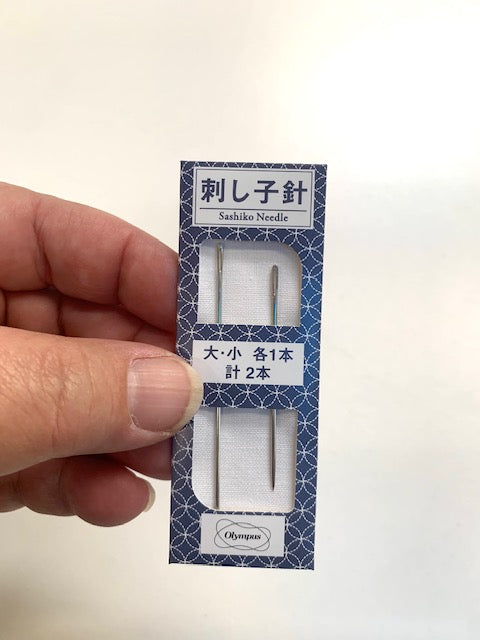 刺し子針
Sashiko Needle
大・小 各1本
計 2本
Olympus